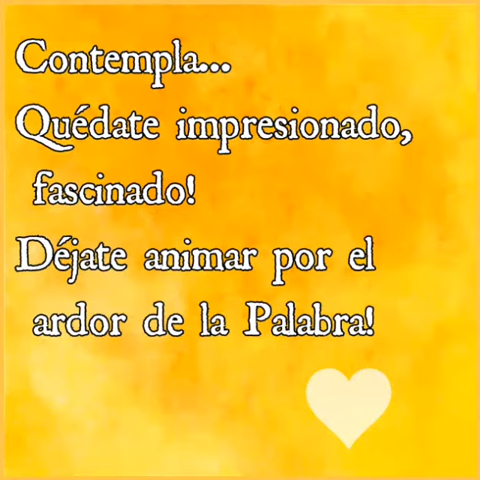 Contempla...
Quédate impresionado,
fascinado!
Déjate animar por el
ardor de la Palabra!